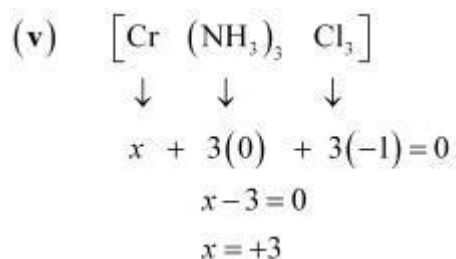 (v) [Cr (NH₃)₃ Cl₃]
↓ ↓ ↓
x + 3(0) + 3(−1) = 0
x − 3 = 0
x = +3